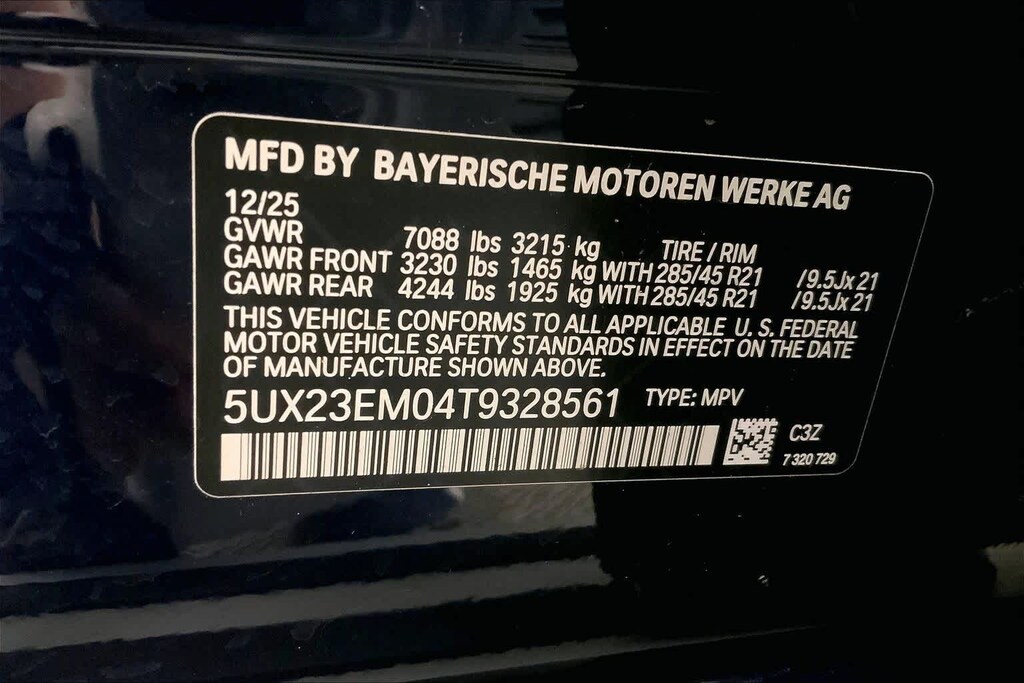 MFD BY BAYERISCHE MOTOREN WERKE AG
12/25
GVWR 7088 lbs 3215 kg TIRE / RIM
GAWR FRONT 3230 lbs 1465 kg WITH 285/45 R21 /9.5Jx 21
GAWR REAR 4244 lbs 1925 kg WITH 285/45 R21 /9.5Jx 21
THIS VEHICLE CONFORMS TO ALL APPLICABLE U. S. FEDERAL
MOTOR VEHICLE SAFETY STANDARDS IN EFFECT ON THE DATE
OF MANUFACTURE SHOWN ABOVE.
5UX23EM04T9328561 TYPE: MPV
C3Z
7 320 729